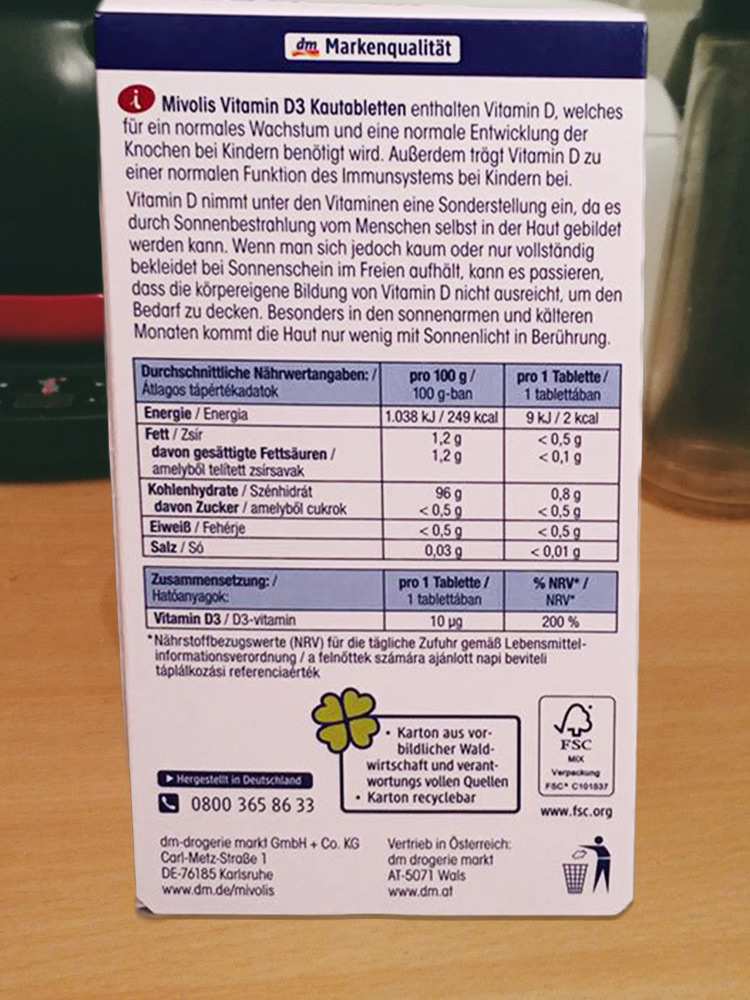 dm Markenqualität
i Mivolis Vitamin D3 Kautabletten enthalten Vitamin D, welches
für ein normales Wachstum und eine normale Entwicklung der
Knochen bei Kindern benötigt wird. Außerdem trägt Vitamin D zu
einer normalen Funktion des Immunsystems bei Kindern bei.
Vitamin D nimmt unter den Vitaminen eine Sonderstellung ein, da es
durch Sonnenbestrahlung vom Menschen selbst in der Haut gebildet
werden kann. Wenn man sich jedoch kaum oder nur vollständig
bekleidet bei Sonnenschein im Freien aufhält, kann es passieren,
dass die körpereigene Bildung von Vitamin D nicht ausreicht, um den
Bedarf zu decken. Besonders in den sonnenarmen und kälteren
Monaten kommt die Haut nur wenig mit Sonnenlicht in Berührung.
Durchschnittliche Nährwertangaben: / pro 100 g / pro 1 Tablette /
Átlagos tápértékadatok 100 g-ban 1 tablettában
Energie / Energia 1.038 kJ / 249 kcal 9 kJ / 2 kcal
Fett / Zsír 1,2 g < 0,5 g
davon gesättigte Fettsäuren / 1,2 g < 0,1 g
amelyből telített zsírsavak
Kohlenhydrate / Szénhidrát 96 g 0,8 g
davon Zucker / amelyből cukrok < 0,5 g < 0,5 g
Eiweiß / Fehérje < 0,5 g < 0,5 g
Salz / Só 0,03 g < 0,01 g
Zusammensetzung: / pro 1 Tablette / % NRV* /
Hatóanyagok: 1 tablettában NRV*
Vitamin D3 / D3-vitamin 10 µg 200 %
*Nährstoffbezugswerte (NRV) für die tägliche Zufuhr gemäß Lebensmittel-
informationsverordnung / a felnőttek számára ajánlott napi beviteli
táplálkozási referenciaérték
• Karton aus vor-
bildlicher Wald-
wirtschaft und verant-
wortungs vollen Quellen
• Karton recyclebar
FSC
MIX
Verpackung
FSC® C101537
www.fsc.org
Hergestellt in Deutschland
0800 365 86 33
dm-drogerie markt GmbH + Co. KG
Carl-Metz-Straße 1
DE-76185 Karlsruhe
www.dm.de/mivolis
Vertrieb in Österreich:
dm drogerie markt
AT-5071 Wals
www.dm.at